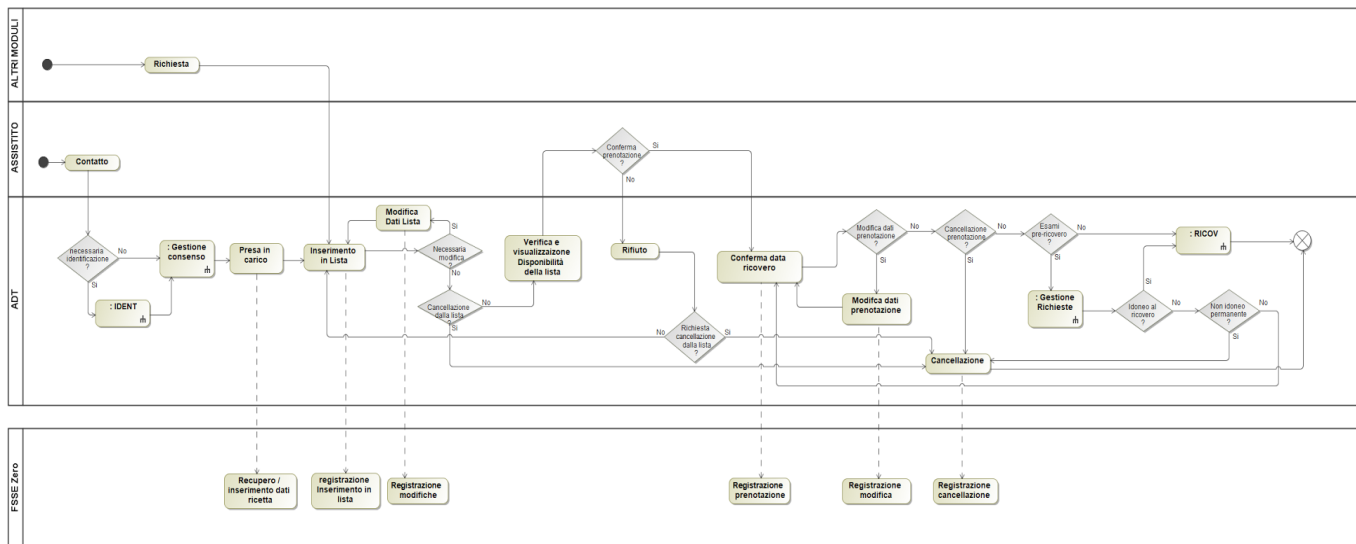 ALTRI MODULI
Richiesta
ASSISTITO
Contatto
Conferma
prenotazione
?
Si
No
ADT
necessaria
identificazione
?
No
Si
: IDENT
: Gestione
consenso
Presa in
carico
Inserimento
in Lista
Modifica
Dati Lista
Si
Necessaria
modifica
?
No
Cancellazione
dalla lista
?
No
Si
Verifica e
visualizzaizone
Disponibilità
della lista
Rifiuto
Richiesta
cancellazione
dalla lista
?
No
Si
Conferma data
ricovero
Modifica dati
prenotazione
?
No
Si
Modifca dati
prenotazione
Cancellazione
prenotazione
?
No
Si
Cancellazione
Esami
pre-ricovero
?
No
Si
: Gestione
Richieste
Idoneo al
ricovero
?
Si
No
Non idoneo
permanente
?
No
Si
: RICOV
FSSE Zero
Recupero /
inserimento dati
ricetta
registrazione
Inserimento in
lista
Registrazione
modifiche
Registrazione
prenotazione
Registrazione
modifica
Registrazione
cancellazione